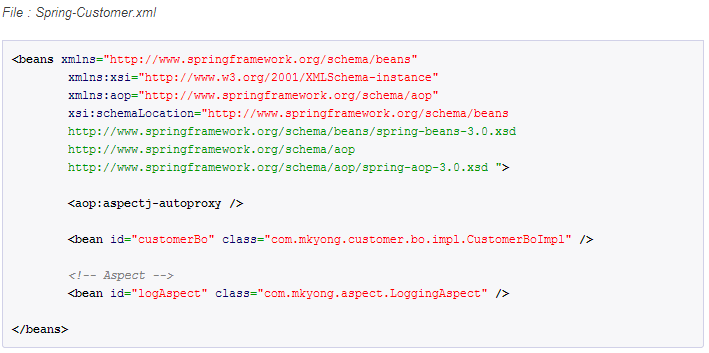 File : Spring-Customer.xml
<beans xmlns="http://www.springframework.org/schema/beans"
xmlns:xsi="http://www.w3.org/2001/XMLSchema-instance"
xmlns:aop="http://www.springframework.org/schema/aop"
xsi:schemaLocation="http://www.springframework.org/schema/beans
http://www.springframework.org/schema/beans/spring-beans-3.0.xsd
http://www.springframework.org/schema/aop
http://www.springframework.org/schema/aop/spring-aop-3.0.xsd ">
<aop:aspectj-autoproxy />
<bean id="customerBo" class="com.mkyong.customer.bo.impl.CustomerBoImpl" />
<!-- Aspect -->
<bean id="logAspect" class="com.mkyong.aspect.LoggingAspect" />
</beans>